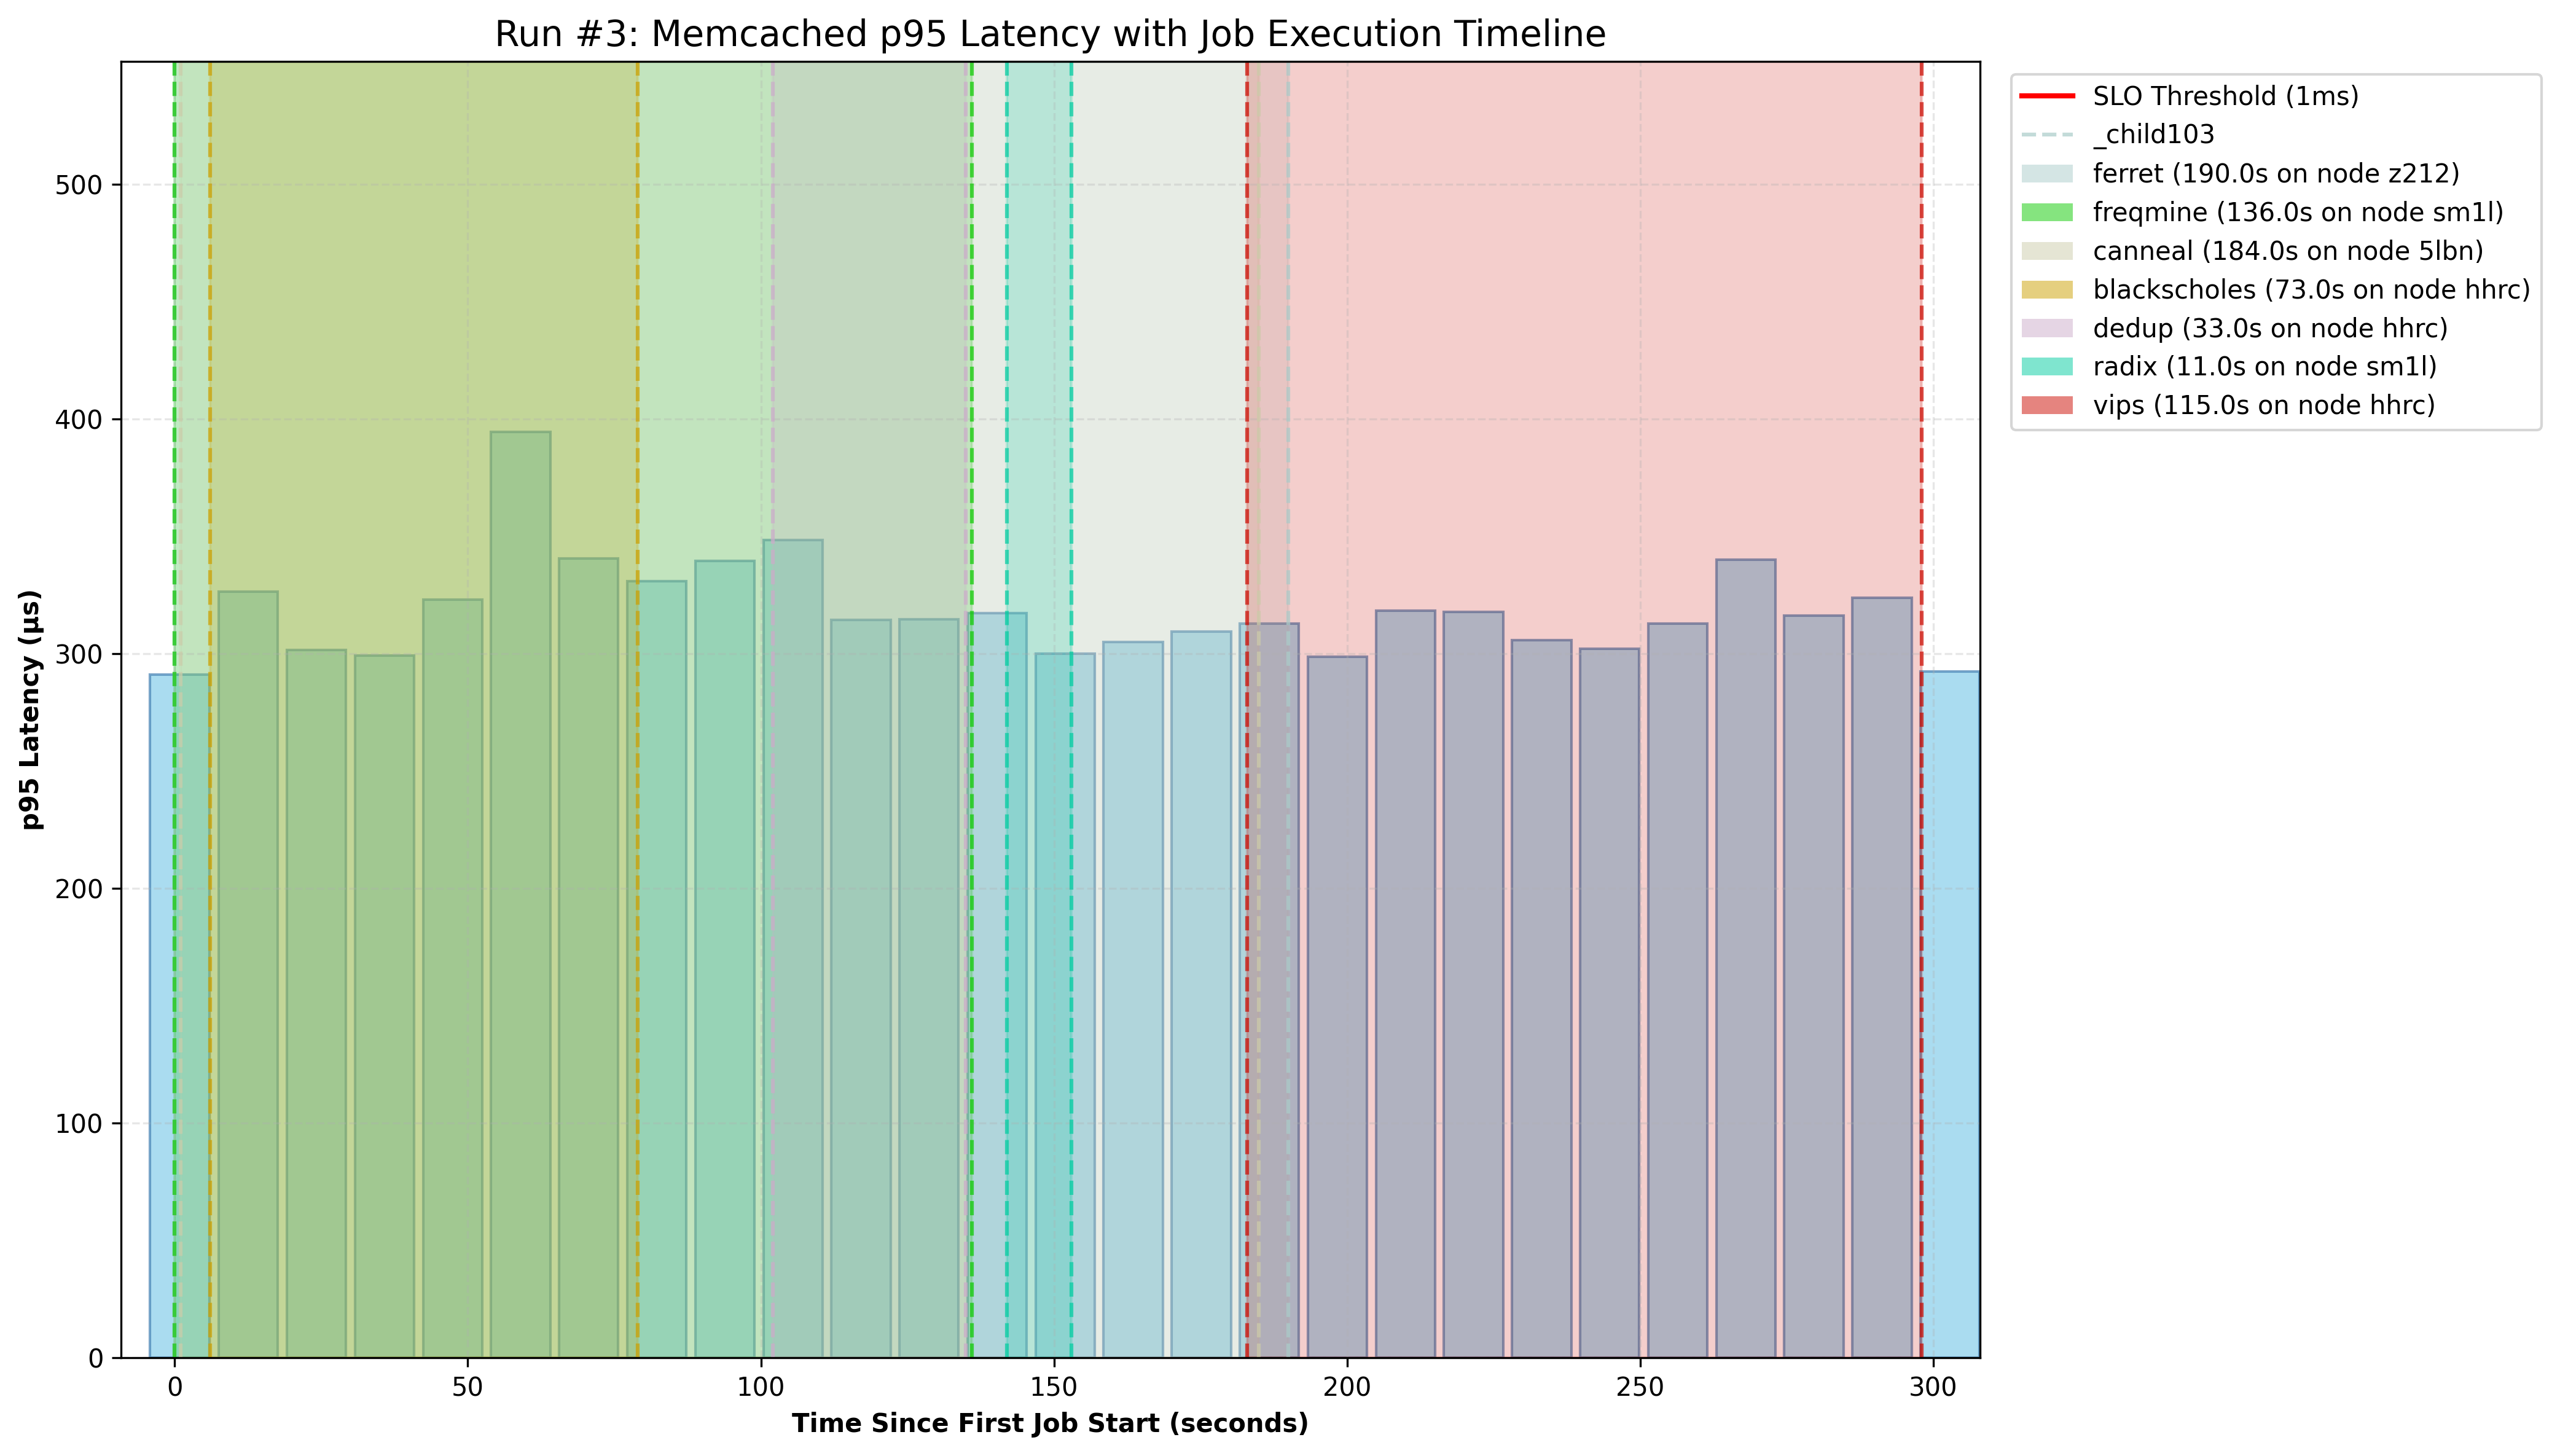 Run #3: Memcached p95 Latency with Job Execution Timeline
p95 Latency (µs)
500
400
300
200
100
0
0 50 100 150 200 250 300
Time Since First Job Start (seconds)
SLO Threshold (1ms)
_child103
ferret (190.0s on node z212)
freqmine (136.0s on node sm1l)
canneal (184.0s on node 5lbn)
blackscholes (73.0s on node hhrc)
dedup (33.0s on node hhrc)
radix (11.0s on node sm1l)
vips (115.0s on node hhrc)